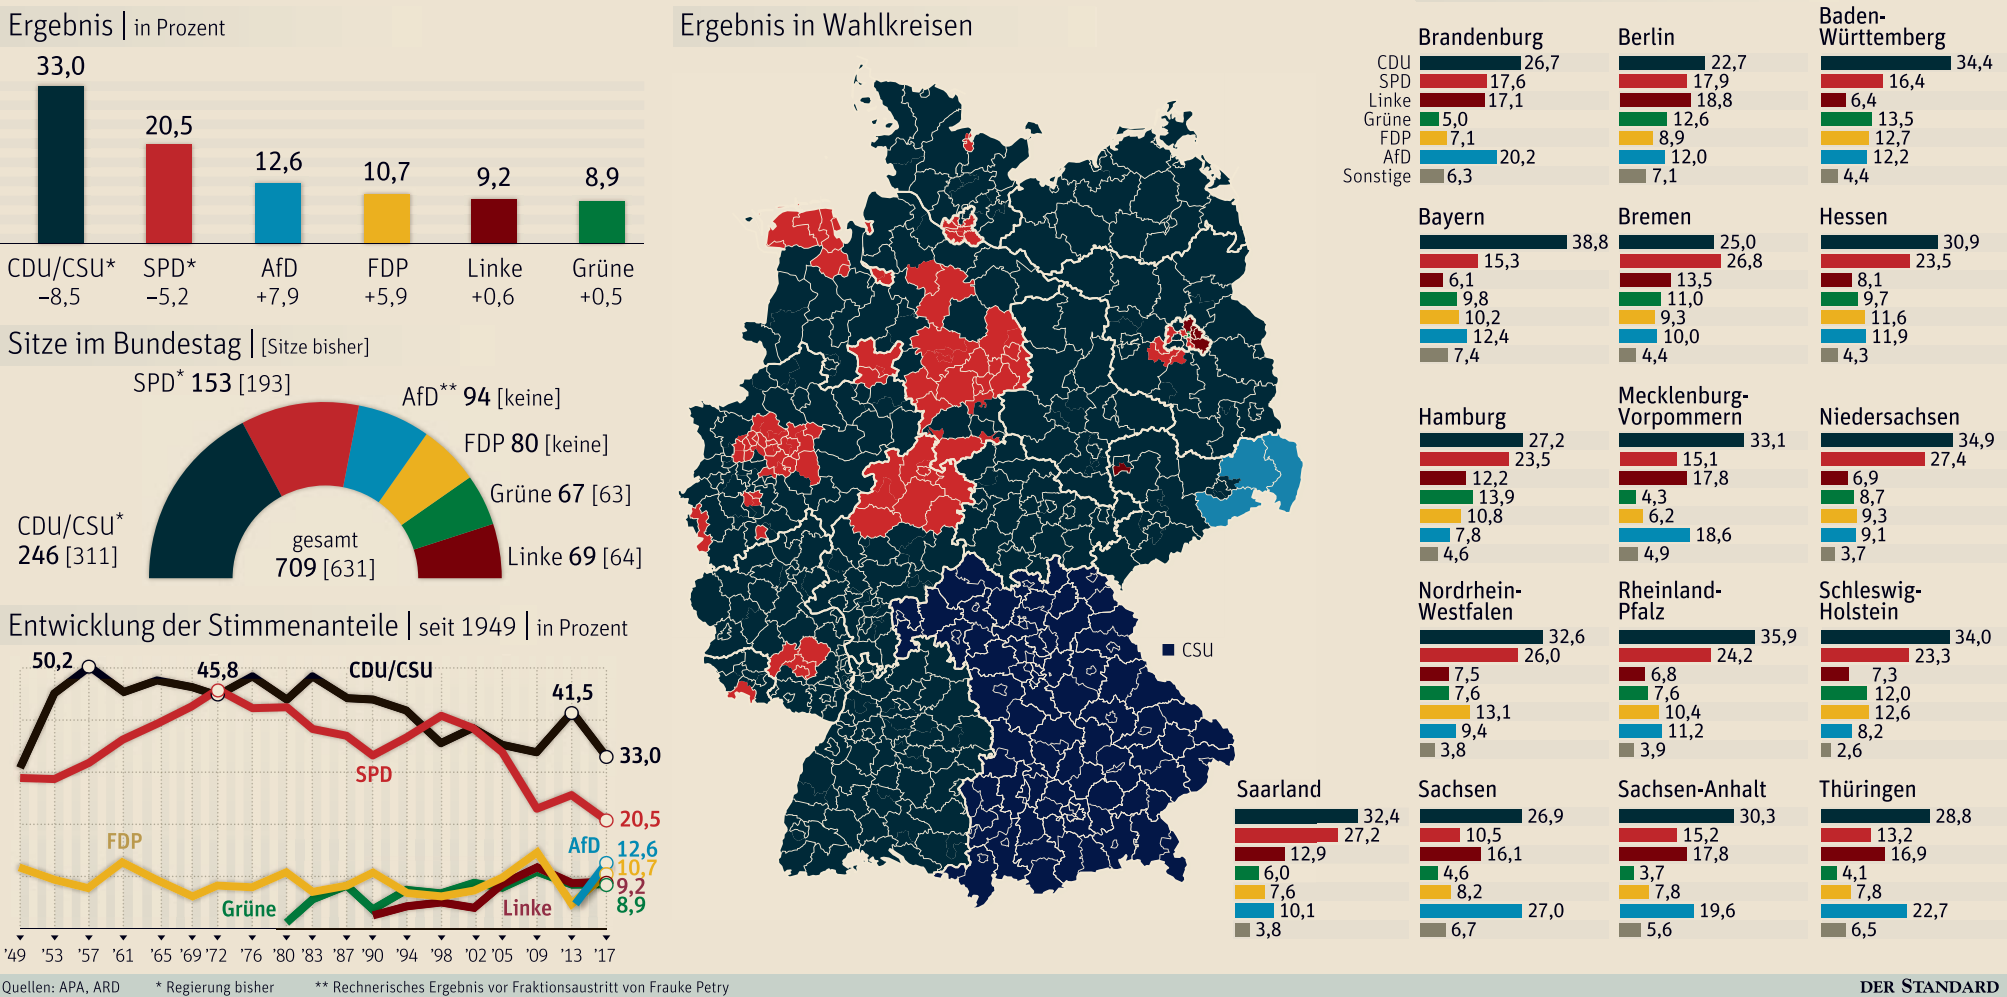 Ergebnis | in Prozent
33,0
20,5
12,6
10,7
9,2
8,9
CDU/CSU* SPD* AfD FDP Linke Grüne
–8,5 –5,2 +7,9 +5,9 +0,6 +0,5
Sitze im Bundestag | [Sitze bisher]
SPD* 153 [193]
AfD** 94 [keine]
FDP 80 [keine]
Grüne 67 [63]
Linke 69 [64]
CDU/CSU*
246 [311]
gesamt
709 [631]
Entwicklung der Stimmenanteile | seit 1949 | in Prozent
50,2
45,8
CDU/CSU
41,5
33,0
SPD
20,5
FDP
AfD 12,6
10,7
9,2
8,9
Grüne
Linke
'49 '53 '57 '61 '65 '69 '72 '76 '80 '83 '87 '90 '94 '98 '02 '05 '09 '13 '17
Ergebnis in Wahlkreisen
CSU
Brandenburg
CDU 26,7
SPD 17,6
Linke 17,1
Grüne 5,0
FDP 7,1
AfD 20,2
Sonstige 6,3
Berlin
22,7
17,9
18,8
12,6
8,9
12,0
7,1
Baden-
Württemberg
34,4
16,4
6,4
13,5
12,7
12,2
4,4
Bayern
38,8
15,3
6,1
9,8
10,2
12,4
7,4
Bremen
25,0
26,8
13,5
11,0
9,3
10,0
4,4
Hessen
30,9
23,5
8,1
9,7
11,6
11,9
4,3
Hamburg
27,2
23,5
12,2
13,9
10,8
7,8
4,6
Mecklenburg-
Vorpommern
33,1
15,1
17,8
4,3
6,2
18,6
4,9
Niedersachsen
34,9
27,4
6,9
8,7
9,3
9,1
3,7
Nordrhein-
Westfalen
32,6
26,0
7,5
7,6
13,1
9,4
3,8
Rheinland-
Pfalz
35,9
24,2
6,8
7,6
10,4
11,2
3,9
Schleswig-
Holstein
34,0
23,3
7,3
12,0
12,6
8,2
2,6
Saarland
32,4
27,2
12,9
6,0
7,6
10,1
3,8
Sachsen
26,9
10,5
16,1
4,6
8,2
27,0
6,7
Sachsen-Anhalt
30,3
15,2
17,8
3,7
7,8
19,6
5,6
Thüringen
28,8
13,2
16,9
4,1
7,8
22,7
6,5
Quellen: APA, ARD * Regierung bisher ** Rechnerisches Ergebnis vor Fraktionsaustritt von Frauke Petry
DER STANDARD